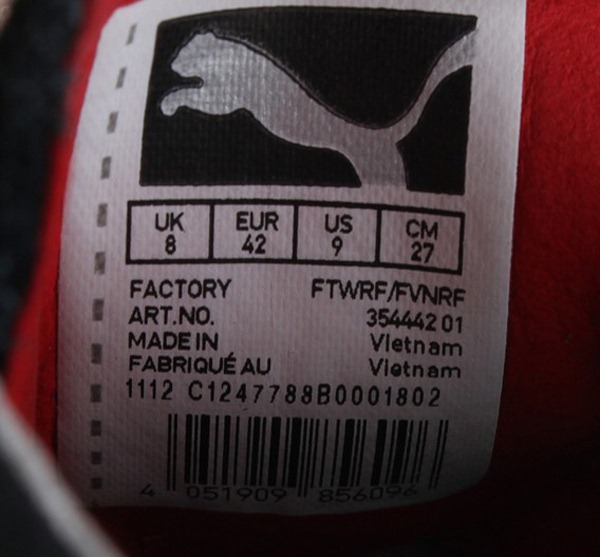 UK EUR US CM
8 42 9 27
FACTORY FTWRF/FVNRF
ART.NO. 354442 01
MADE IN Vietnam
FABRIQUÉ AU Vietnam
1112 C1247788B0001802
4 051909 856096